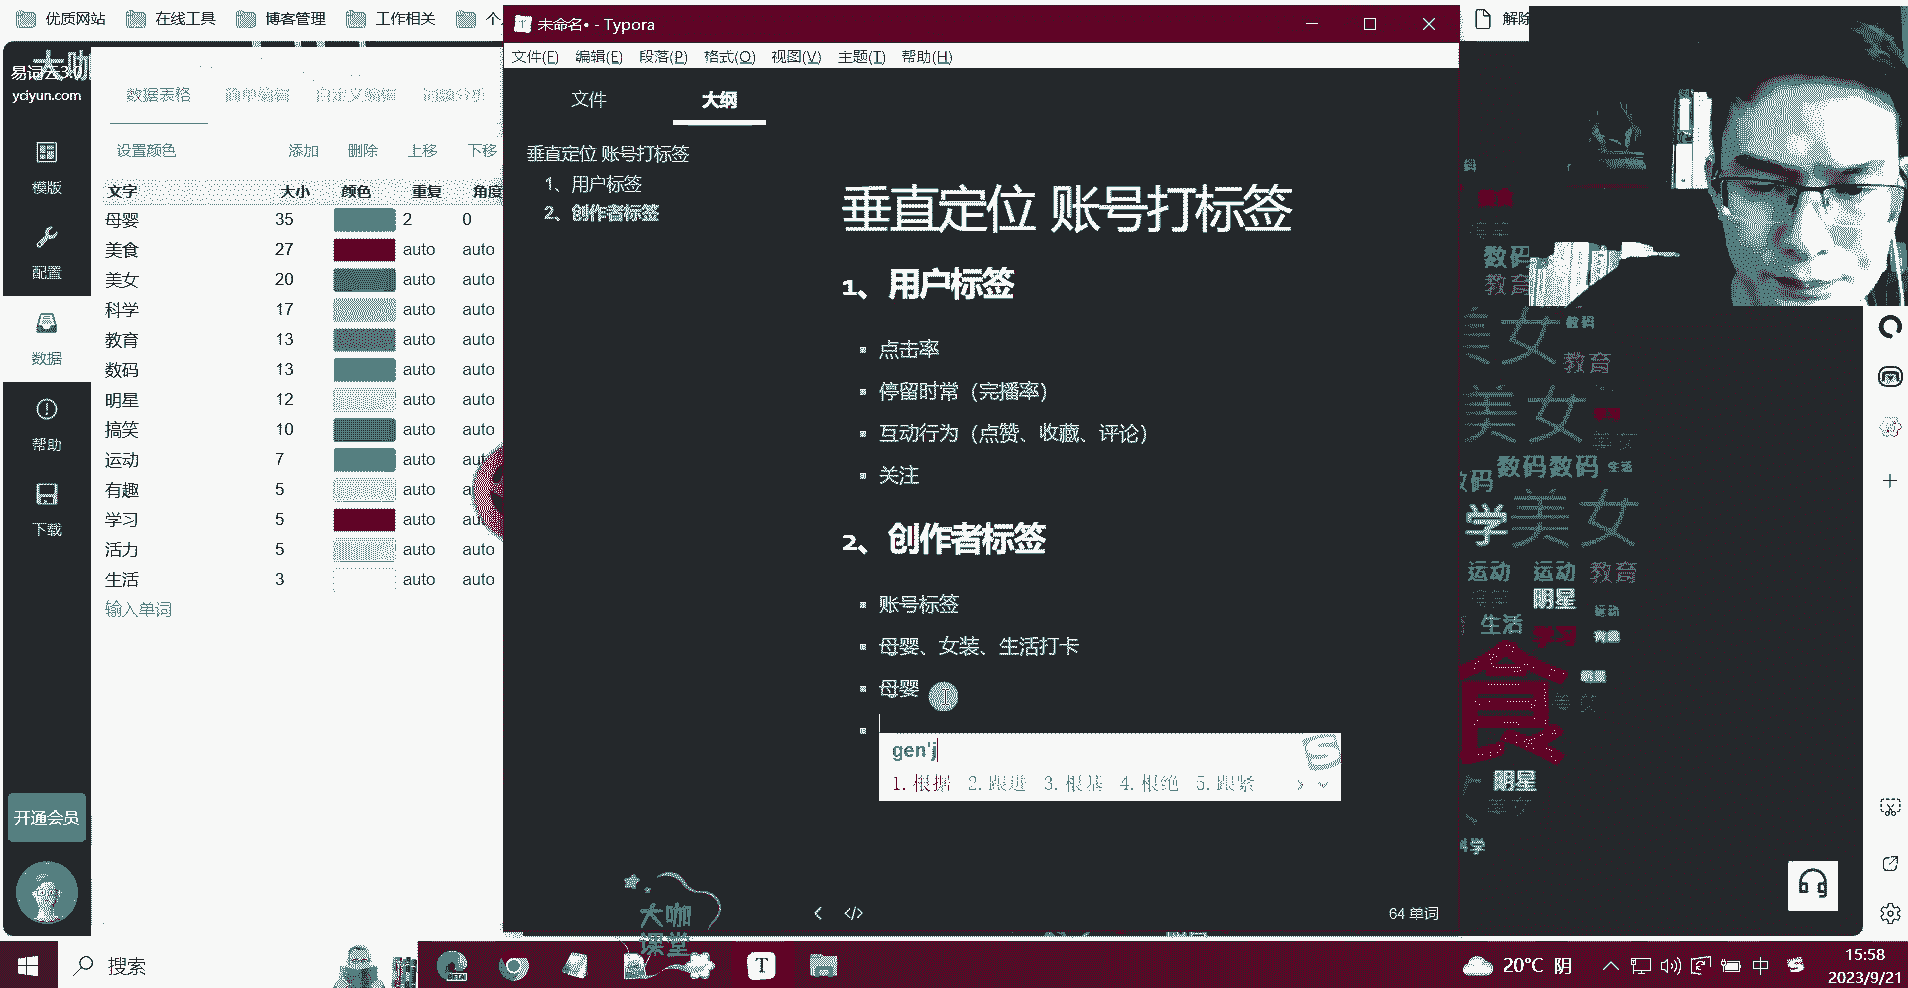 优质网站
在线工具
博客管理
工作相关
易词云3.
yciyun.com
模版
配置
数据
帮助
下载
开通会员
数据表格
简单编辑
自定义编辑
设置颜色 添加 删除 上移 下移
文字 大小 颜色 重复 角度
母婴 35 2 0
美食 27 auto auto
美女 20 auto auto
科学 17 auto auto
教育 13 auto auto
数码 13 auto auto
明星 12 auto auto
搞笑 10 auto auto
运动 7 auto auto
有趣 5 auto au
学习 5 auto auto
活力 5 auto auto
生活 3 auto auto
输入单词
未命名• - Typora
文件(F) 编辑(E) 段落(P) 格式(O) 视图(V) 主题(T) 帮助(H)
文件 大纲
垂直定位 账号打标签
1、用户标签
2、创作者标签
垂直定位 账号打标签
1、用户标签
点击率
停留时常（完播率）
互动行为（点赞、收藏、评论）
关注
2、创作者标签
账号标签
母婴、女装、生活打卡
母婴
gen'j
1.根据 2.跟进 3.根基 4.根绝 5.跟紧
64 单词
大咖
课堂
解除
数码
教育
美女
数码
教育
美女
数码数码 生活
学 美女
运动 运动 教育
明星
生活 学习
食
明星
搜索
20°C 阴
中
15:58
2023/9/21